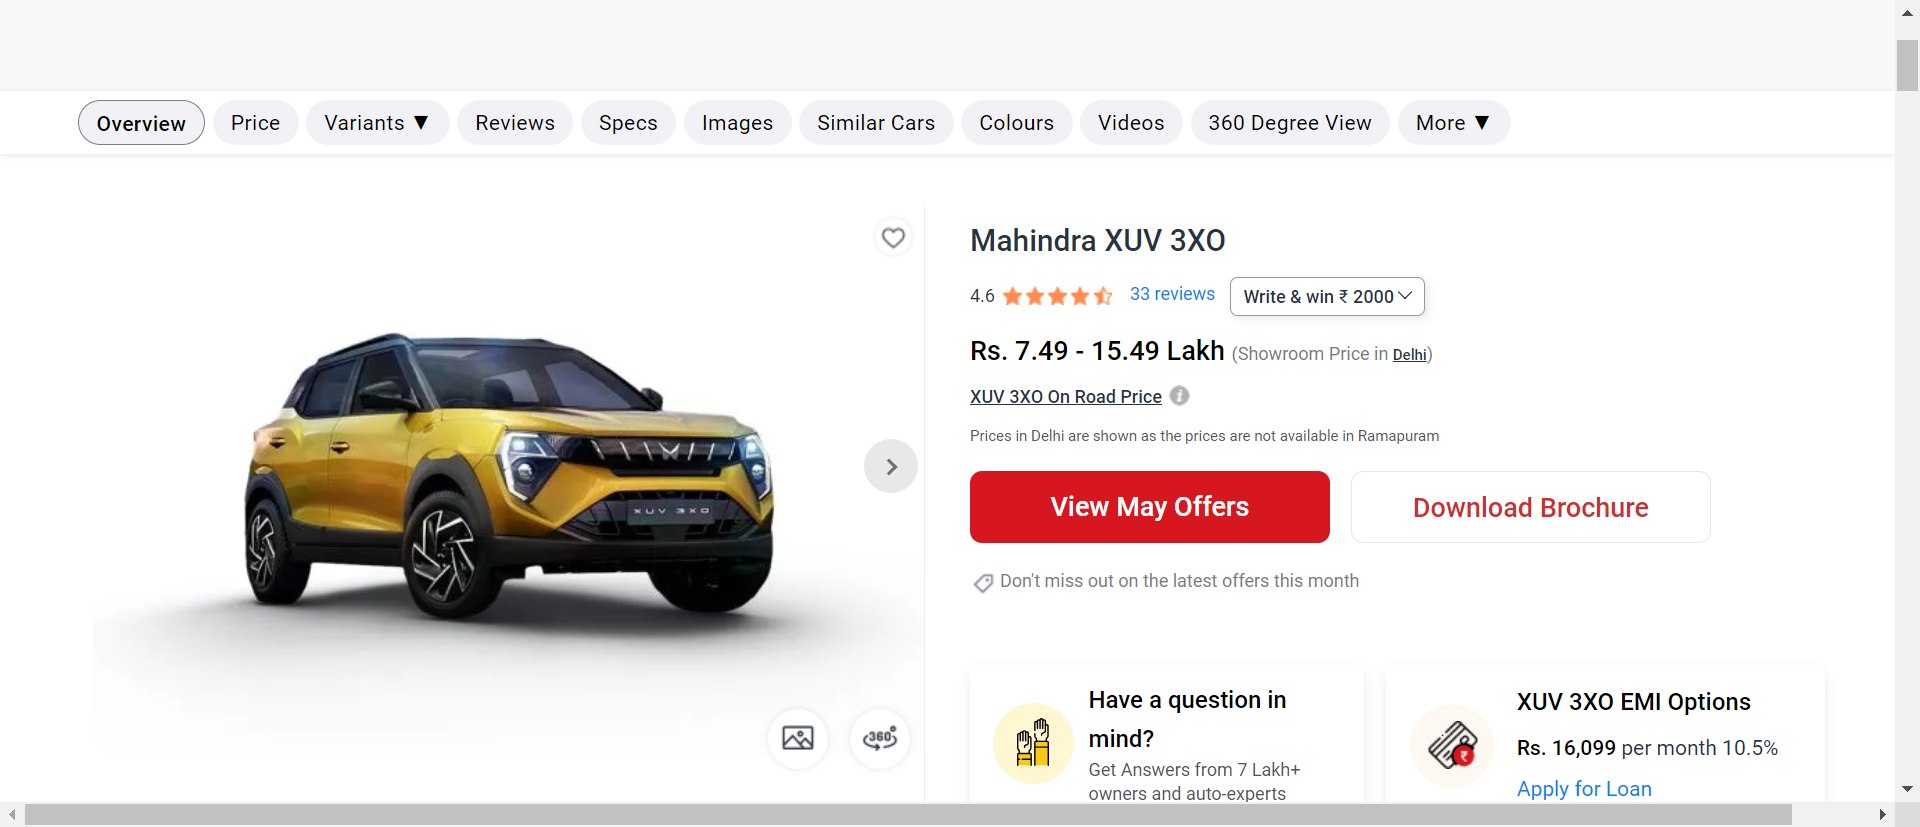 Overview Price Variants ▼ Reviews Specs Images Similar Cars Colours Videos 360 Degree View More ▼
Mahindra XUV 3XO
4.6 33 reviews Write & win ₹ 2000
Rs. 7.49 - 15.49 Lakh (Showroom Price in Delhi)
XUV 3XO On Road Price
Prices in Delhi are shown as the prices are not available in Ramapuram
View May Offers Download Brochure
Don't miss out on the latest offers this month
XUV 3XO
360°
Have a question in
mind?
Get Answers from 7 Lakh+
owners and auto-experts
XUV 3XO EMI Options
Rs. 16,099 per month 10.5%
Apply for Loan